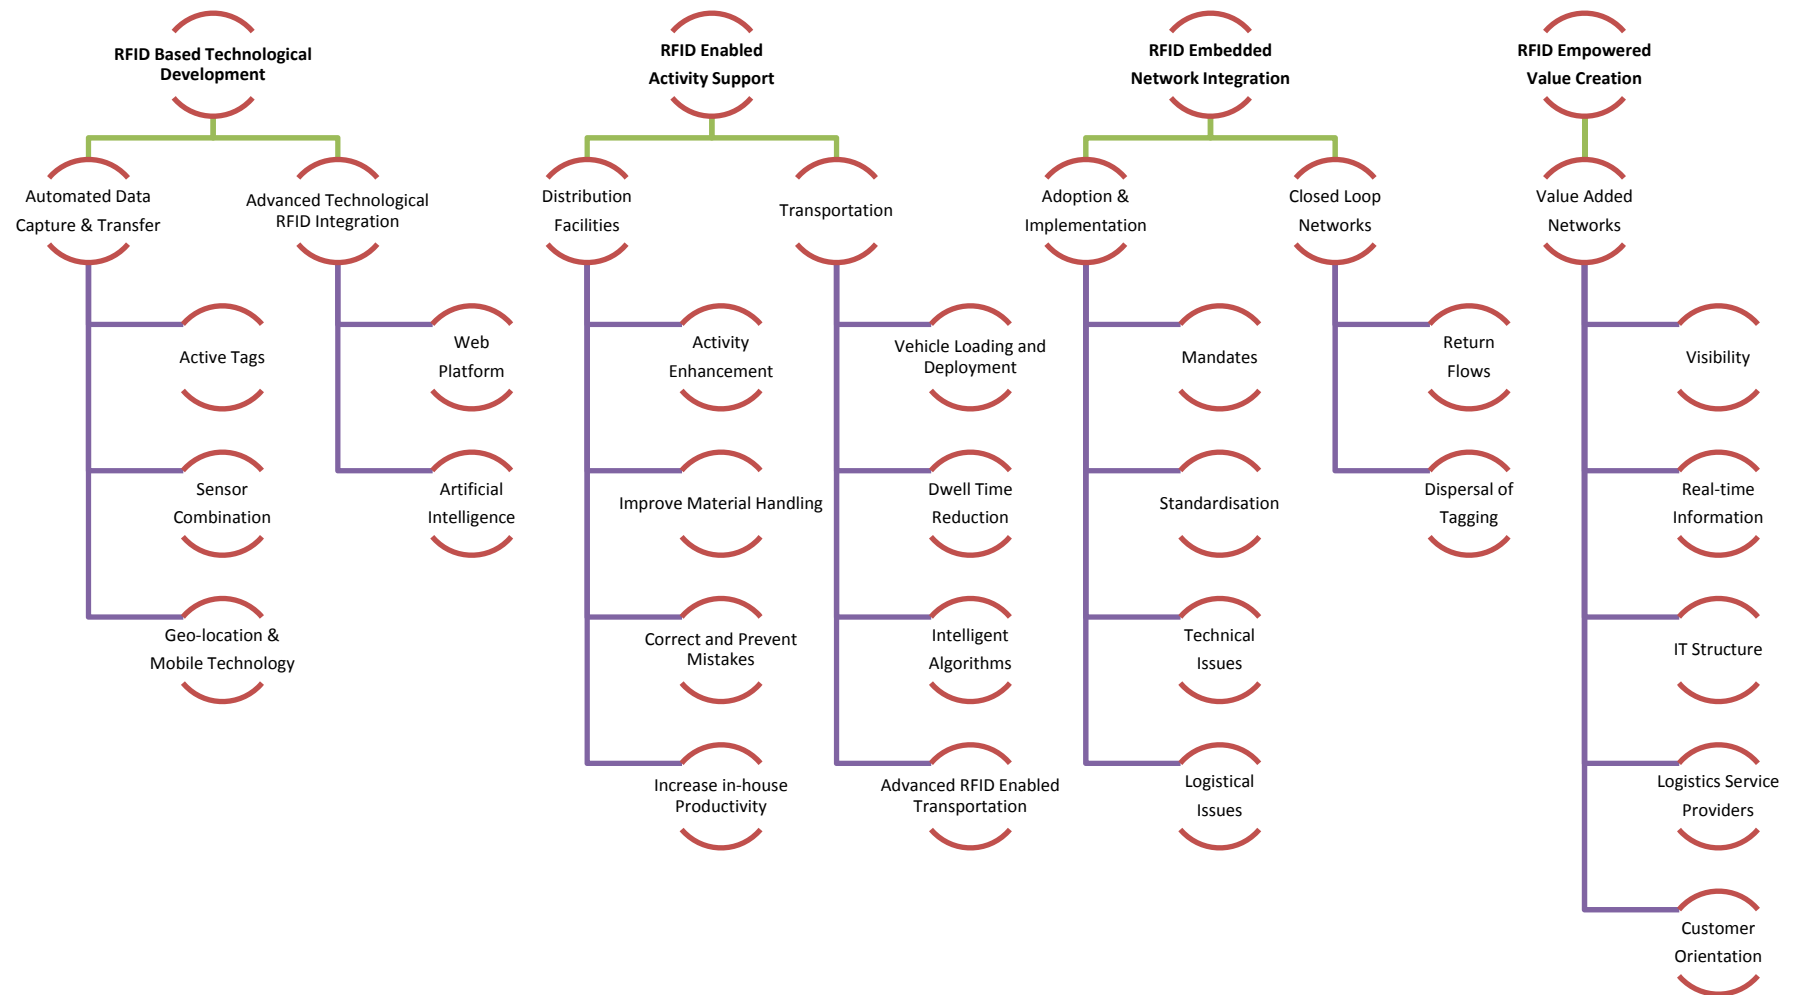 RFID Based Technological
Development
RFID Enabled
Activity Support
RFID Embedded
Network Integration
RFID Empowered
Value Creation
Automated Data
Capture & Transfer
Advanced Technological
RFID Integration
Distribution
Facilities
Transportation
Adoption &
Implementation
Closed Loop
Networks
Value Added
Networks
Active Tags
Web
Platform
Activity
Enhancement
Vehicle Loading and
Deployment
Mandates
Return
Flows
Visibility
Sensor
Combination
Artificial
Intelligence
Improve Material Handling
Dwell Time
Reduction
Standardisation
Dispersal of
Tagging
Real-time
Information
Geo-location &
Mobile Technology
Correct and Prevent
Mistakes
Intelligent
Algorithms
Technical
Issues
IT Structure
Increase in-house
Productivity
Advanced RFID Enabled
Transportation
Logistical
Issues
Logistics Service
Providers
Customer
Orientation